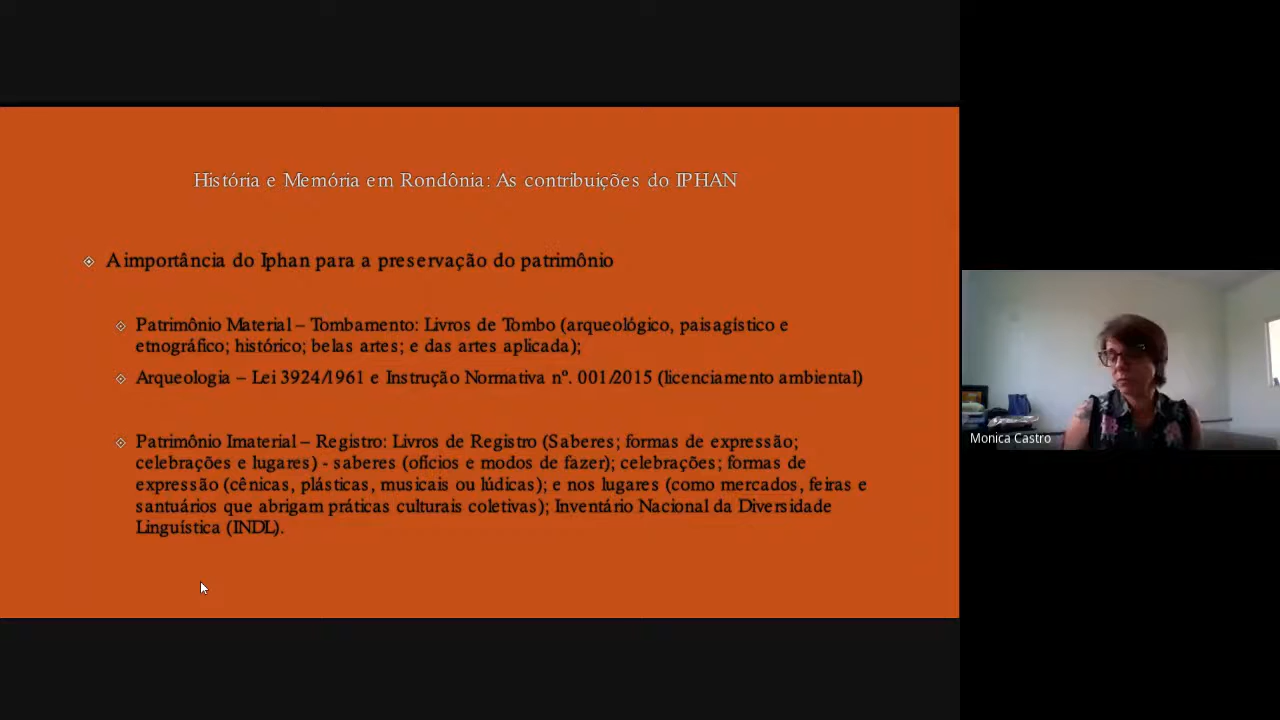 História e Memória em Rondônia: As contribuições do IPHAN
A importância do Iphan para a preservação do patrimônio
Patrimônio Material – Tombamento: Livros de Tombo (arqueológico, paisagístico e
etnográfico; histórico; belas artes; e das artes aplicada);
Arqueologia – Lei 3924/1961 e Instrução Normativa nº. 001/2015 (licenciamento ambiental)
Patrimônio Imaterial – Registro: Livros de Registro (Saberes; formas de expressão;
celebrações e lugares) - saberes (ofícios e modos de fazer); celebrações; formas de
expressão (cênicas, plásticas, musicais ou lúdicas); e nos lugares (como mercados, feiras e
santuários que abrigam práticas culturais coletivas); Inventário Nacional da Diversidade
Linguística (INDL).
Monica Castro